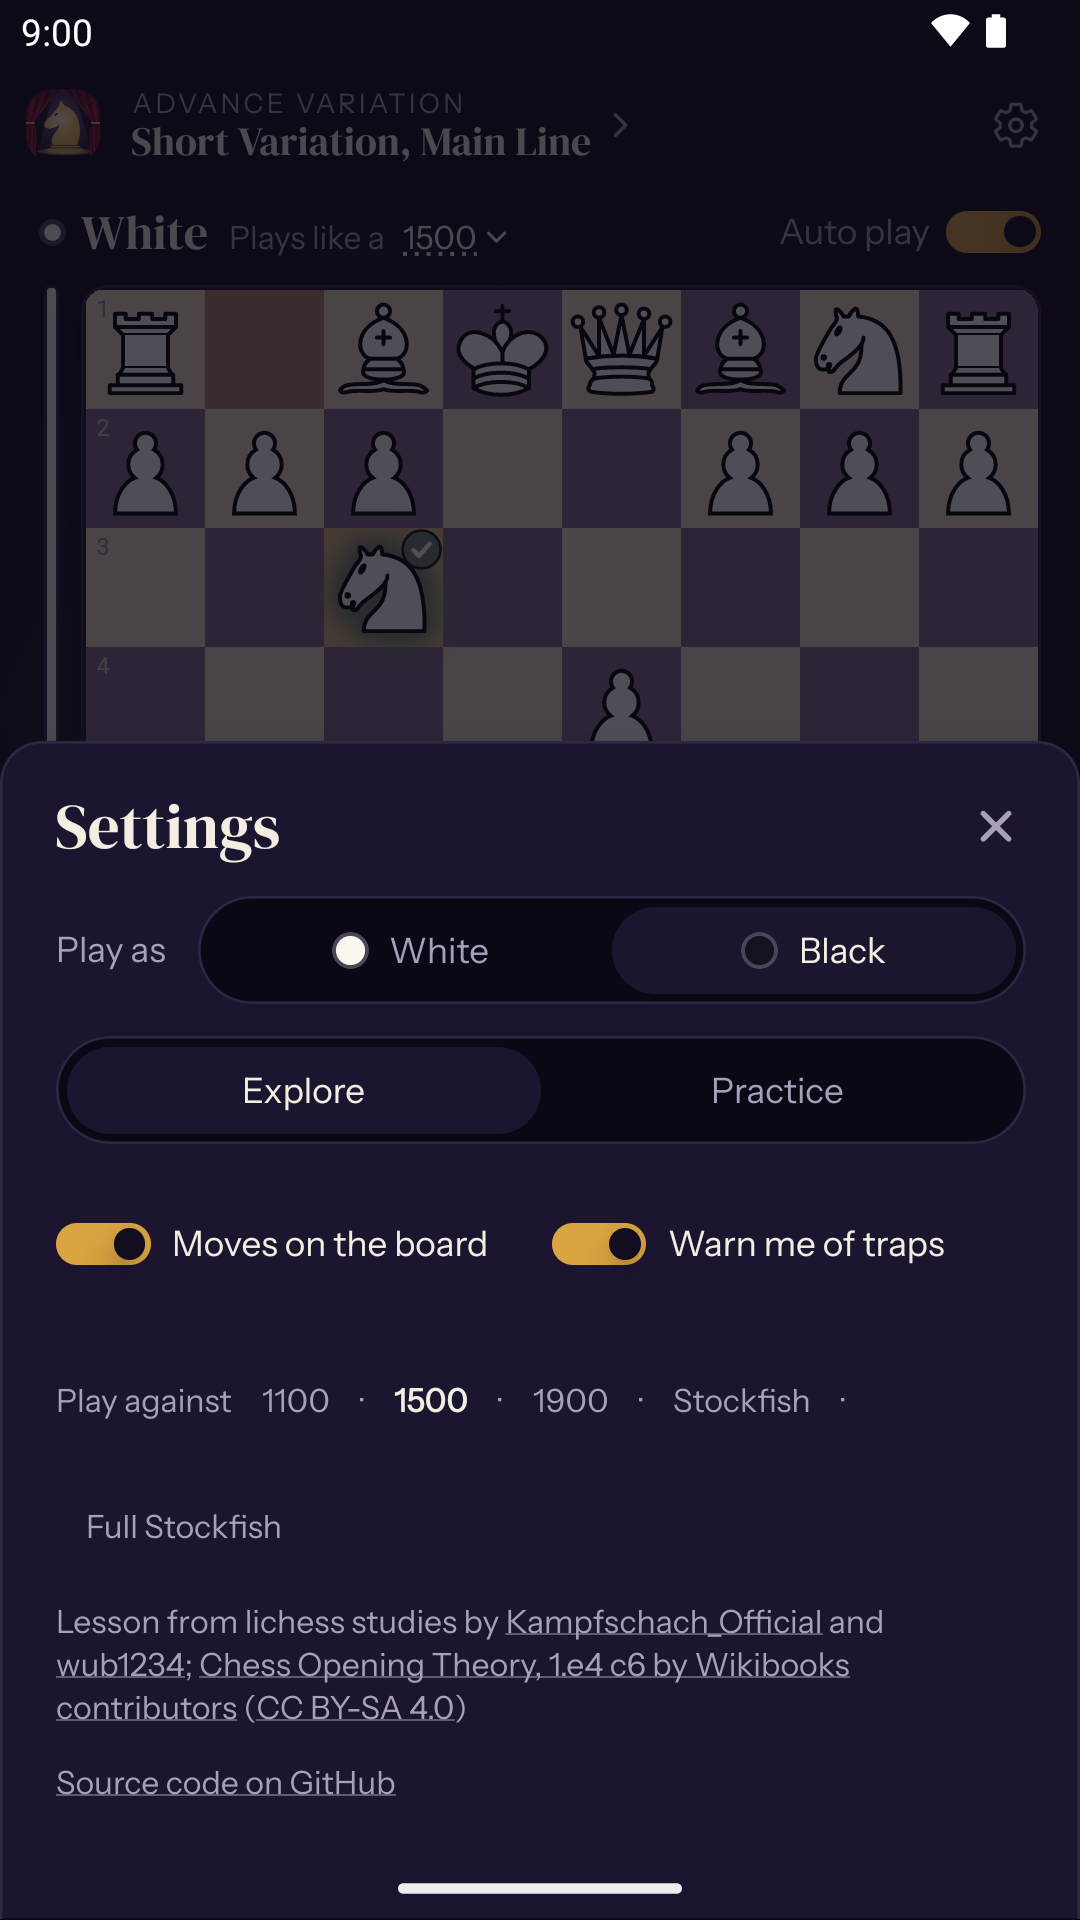 9:00
ADVANCE VARIATION
Short Variation, Main Line
White Plays like a 1500 Auto play
1
2
3
4
Settings
Play as White Black
Explore Practice
Moves on the board Warn me of traps
Play against 1100 · 1500 · 1900 · Stockfish ·
Full Stockfish
Lesson from lichess studies by Kampfschach_Official and
wub1234; Chess Opening Theory, 1.e4 c6 by Wikibooks
contributors (CC BY-SA 4.0)
Source code on GitHub